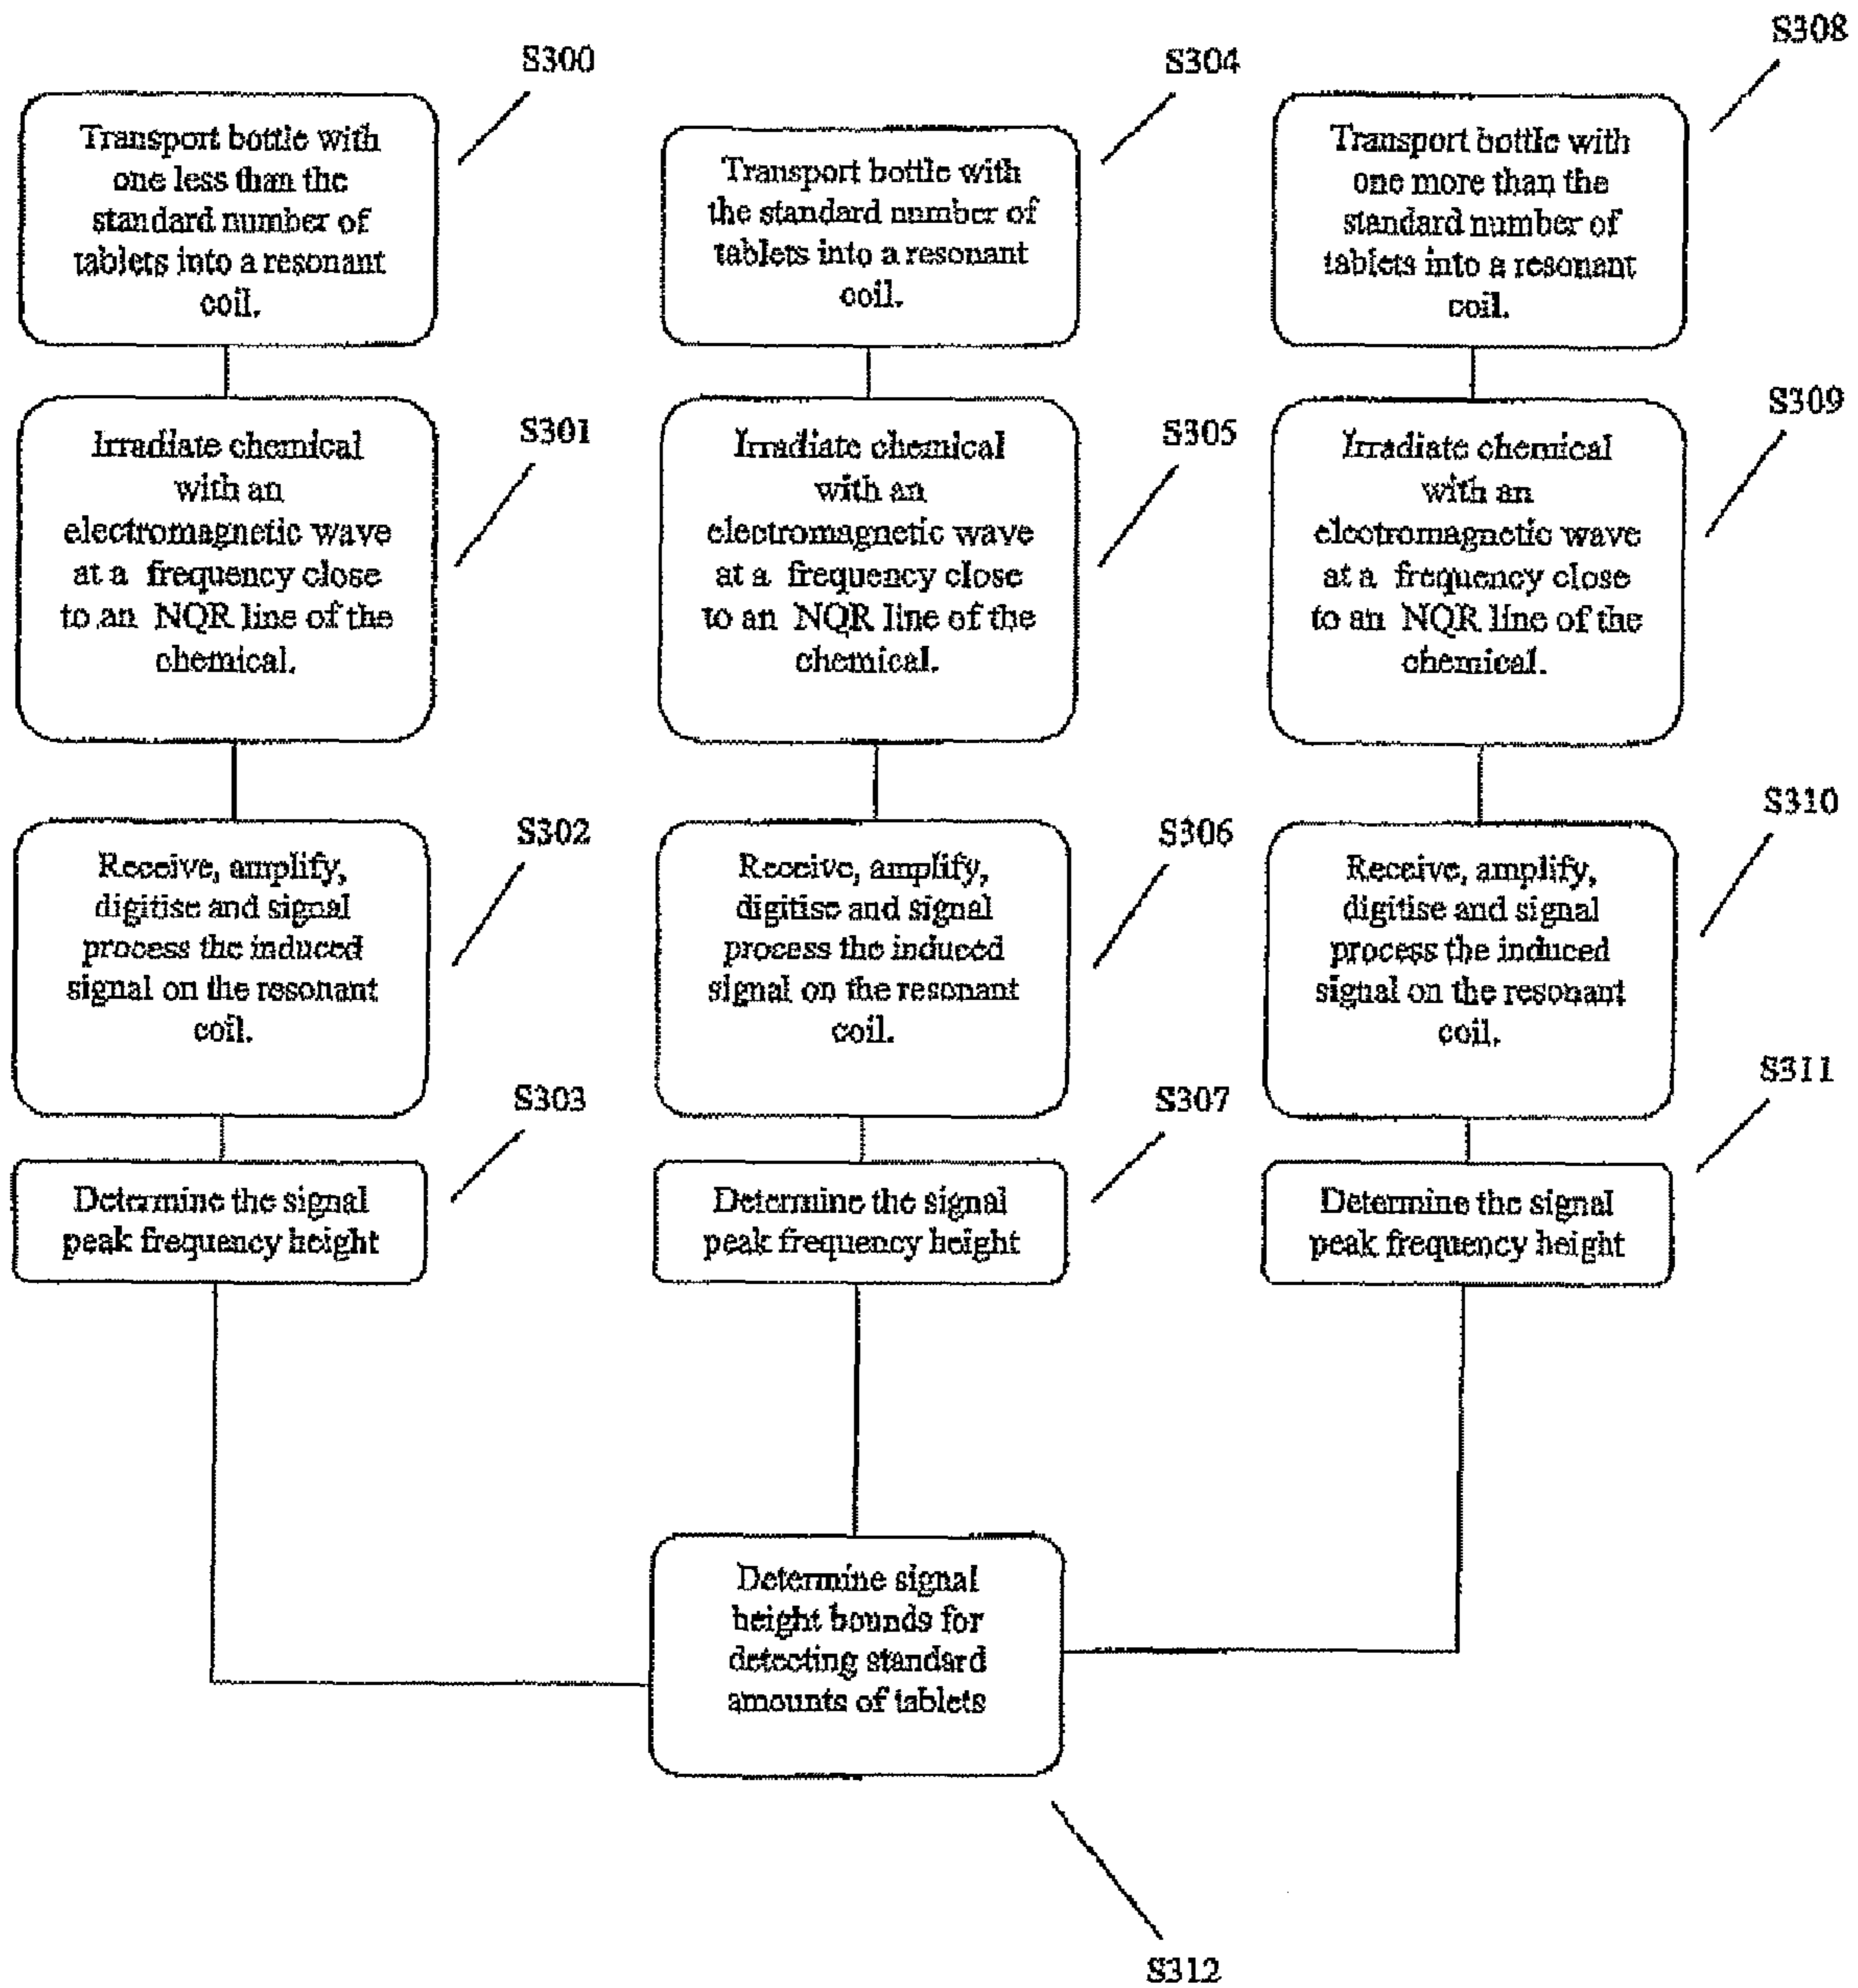 S300
Transport bottle with
one less than the
standard number of
tablets into a resonant
coil.
S301
Irradiate chemical
with an
electromagnetic wave
at a frequency close
to an NQR line of the
chemical.
S302
Receive, amplify,
digitise and signal
process the induced
signal on the resonant
coil.
S303
Determine the signal
peak frequency height
S304
Transport bottle with
the standard number of
tablets into a resonant
coil.
S305
Irradiate chemical
with an
electromagnetic wave
at a frequency close
to an NQR line of the
chemical.
S306
Receive, amplify,
digitise and signal
process the induced
signal on the resonant
coil.
S307
Determine the signal
peak frequency height
S308
Transport bottle with
one more than the
standard number of
tablets into a resonant
coil.
S309
Irradiate chemical
with an
electromagnetic wave
at a frequency close
to an NQR line of the
chemical.
S310
Receive, amplify,
digitise and signal
process the induced
signal on the resonant
coil.
S311
Determine the signal
peak frequency height
Determine signal
height bounds for
detecting standard
amounts of tablets
S312